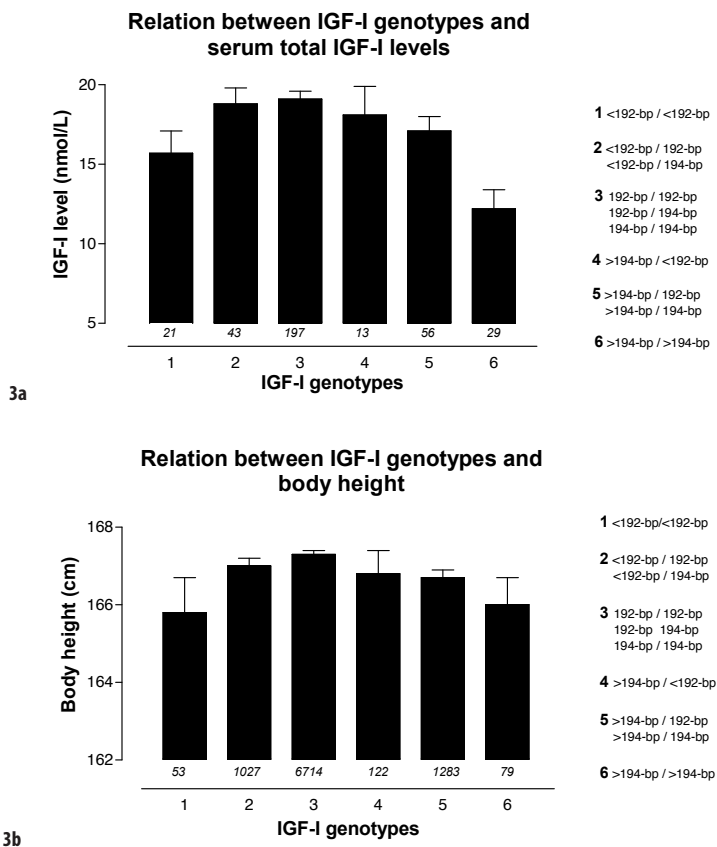 Relation between IGF-I genotypes and
serum total IGF-I levels
IGF-I level (nmol/L)
20
15
10
5
21 43 197 13 56 29
1 2 3 4 5 6
IGF-I genotypes
1 <192-bp / <192-bp
2 <192-bp / 192-bp
<192-bp / 194-bp
3 192-bp / 192-bp
192-bp / 194-bp
194-bp / 194-bp
4 >194-bp / <192-bp
5 >194-bp / 192-bp
>194-bp / 194-bp
6 >194-bp / >194-bp
3a
Relation between IGF-I genotypes and
body height
Body height (cm)
168
166
164
162
53 1027 6714 122 1283 79
1 2 3 4 5 6
IGF-I genotypes
1 <192-bp/<192-bp
2 <192-bp / 192-bp
<192-bp / 194-bp
3 192-bp / 192-bp
192-bp 194-bp
194-bp / 194-bp
4 >194-bp / <192-bp
5 >194-bp / 192-bp
>194-bp / 194-bp
6 >194-bp / >194-bp
3b